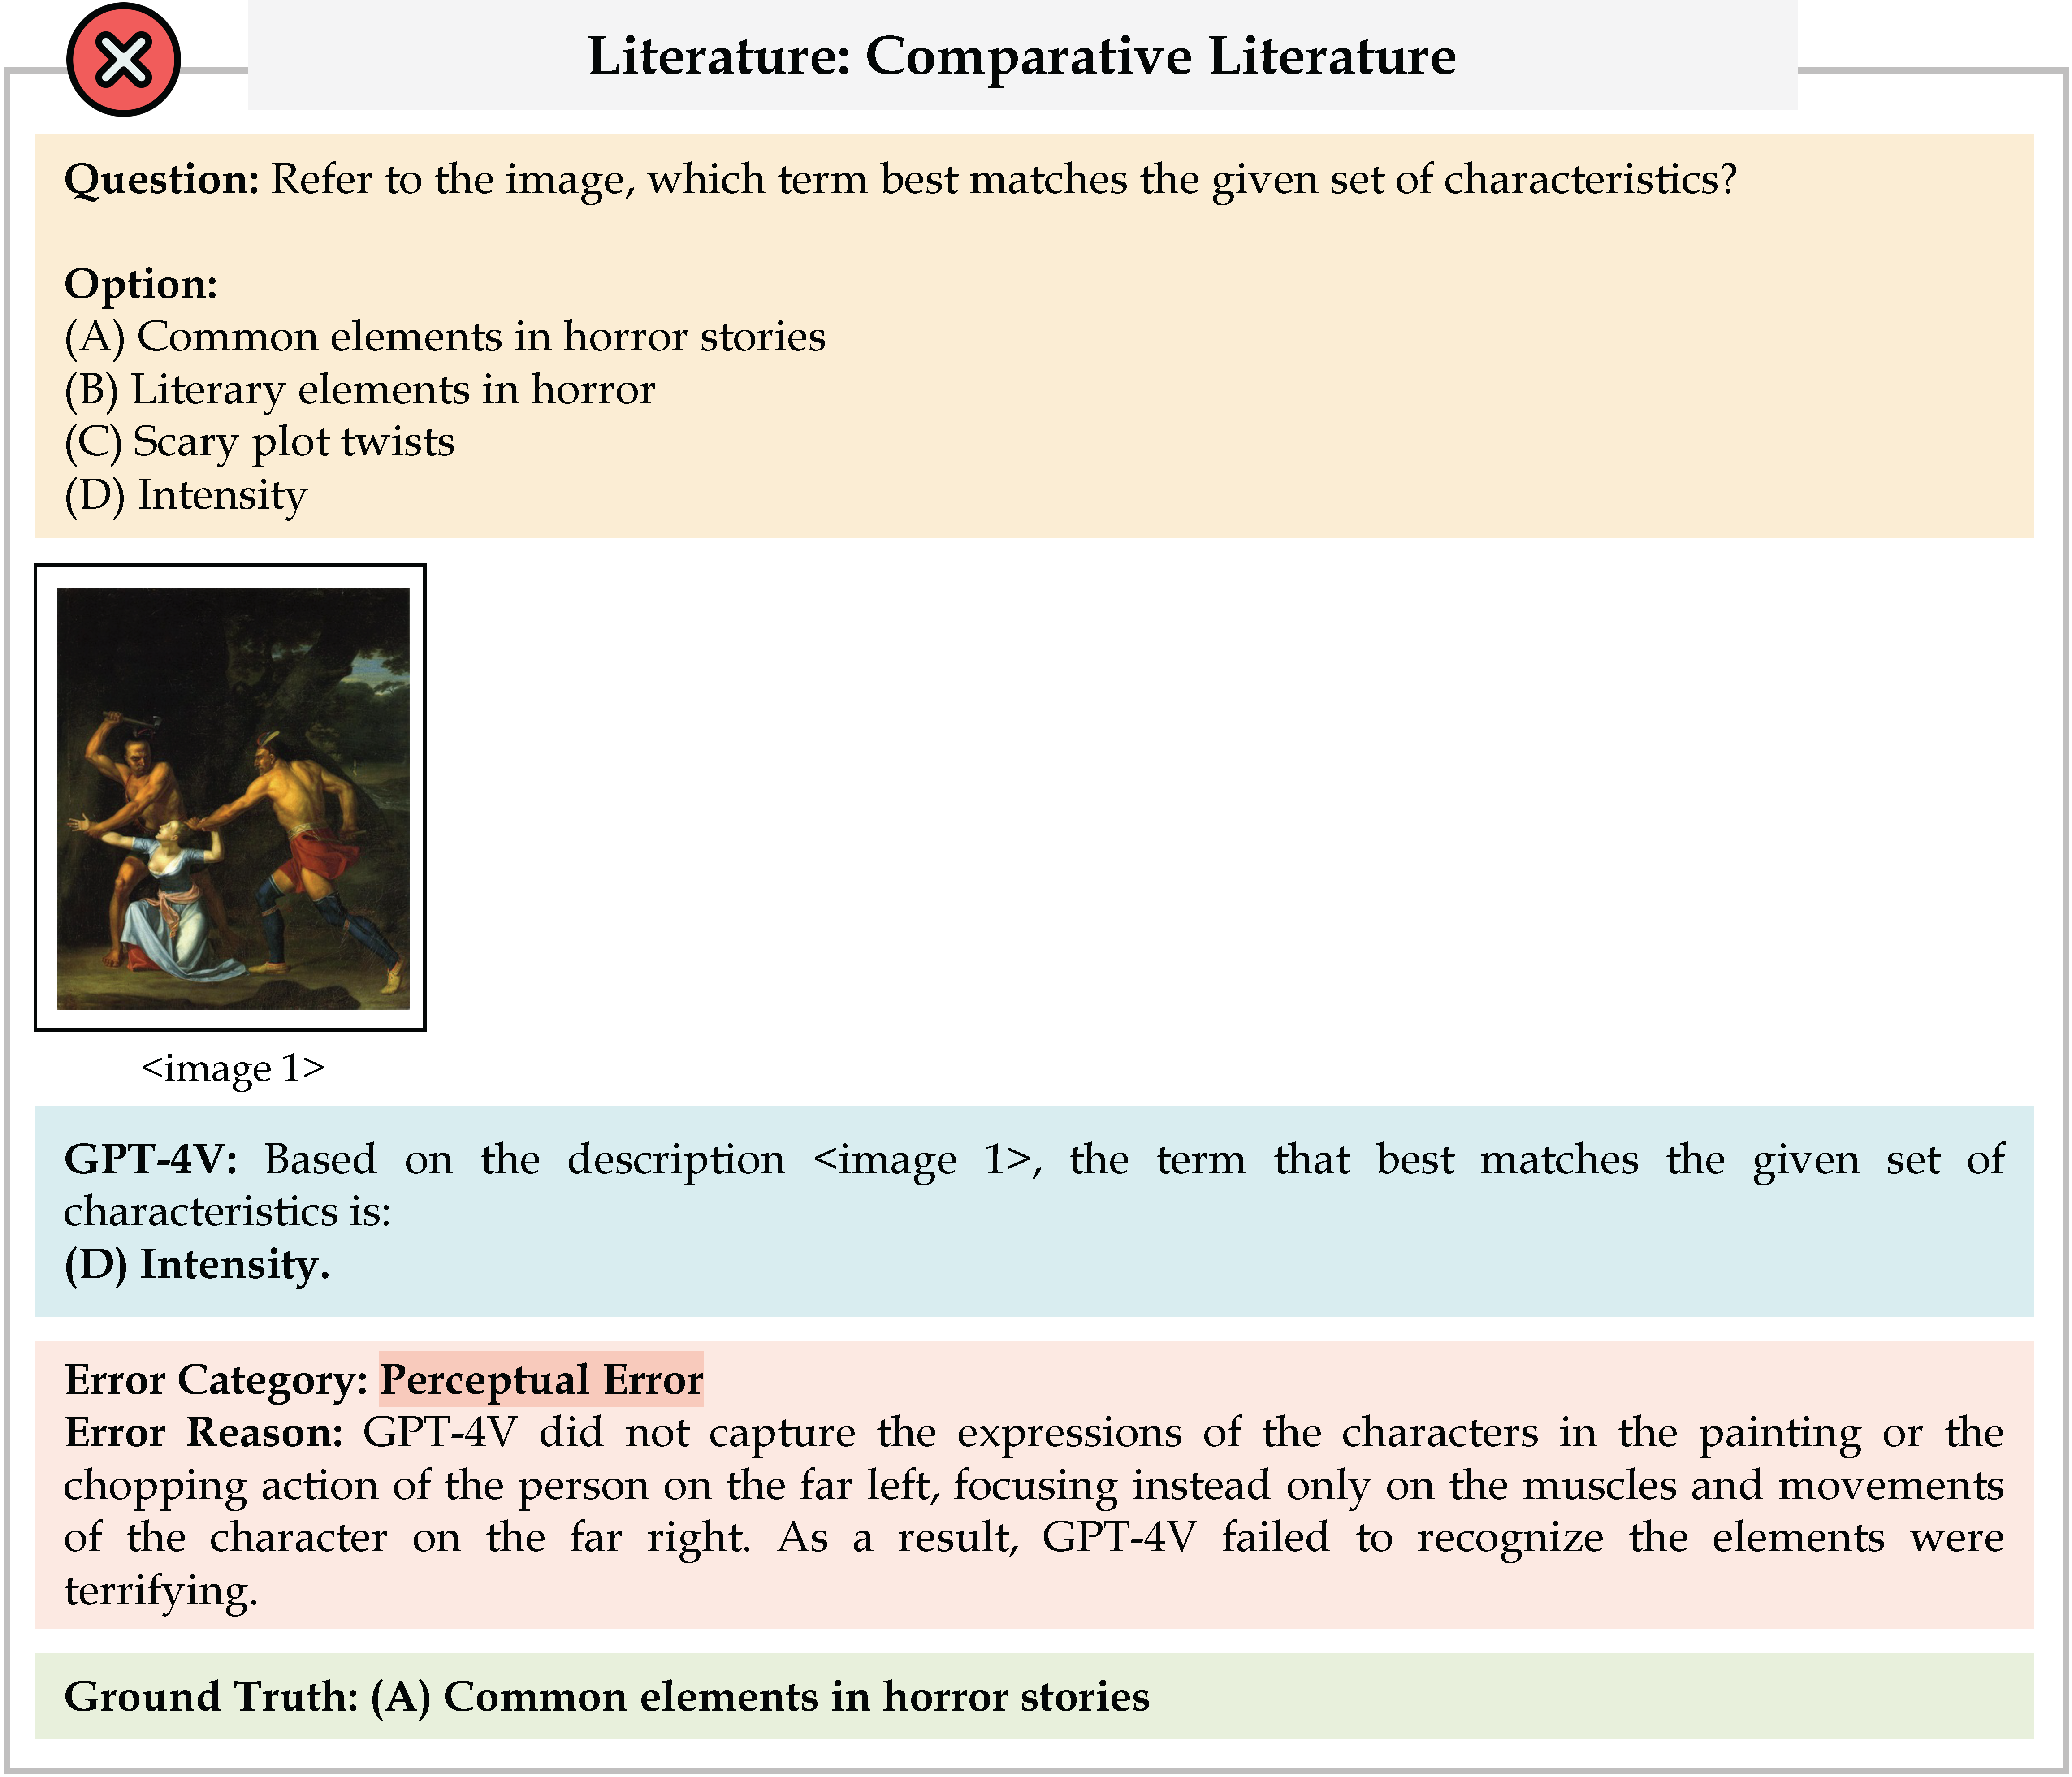 Literature: Comparative Literature
Question: Refer to the image, which term best matches the given set of characteristics?
Option:
(A) Common elements in horror stories
(B) Literary elements in horror
(C) Scary plot twists
(D) Intensity
<image 1>
GPT-4V: Based on the description <image 1>, the term that best matches the given set of
characteristics is:
(D) Intensity.
Error Category: Perceptual Error
Error Reason: GPT-4V did not capture the expressions of the characters in the painting or the
chopping action of the person on the far left, focusing instead only on the muscles and movements
of the character on the far right. As a result, GPT-4V failed to recognize the elements were
terrifying.
Ground Truth: (A) Common elements in horror stories